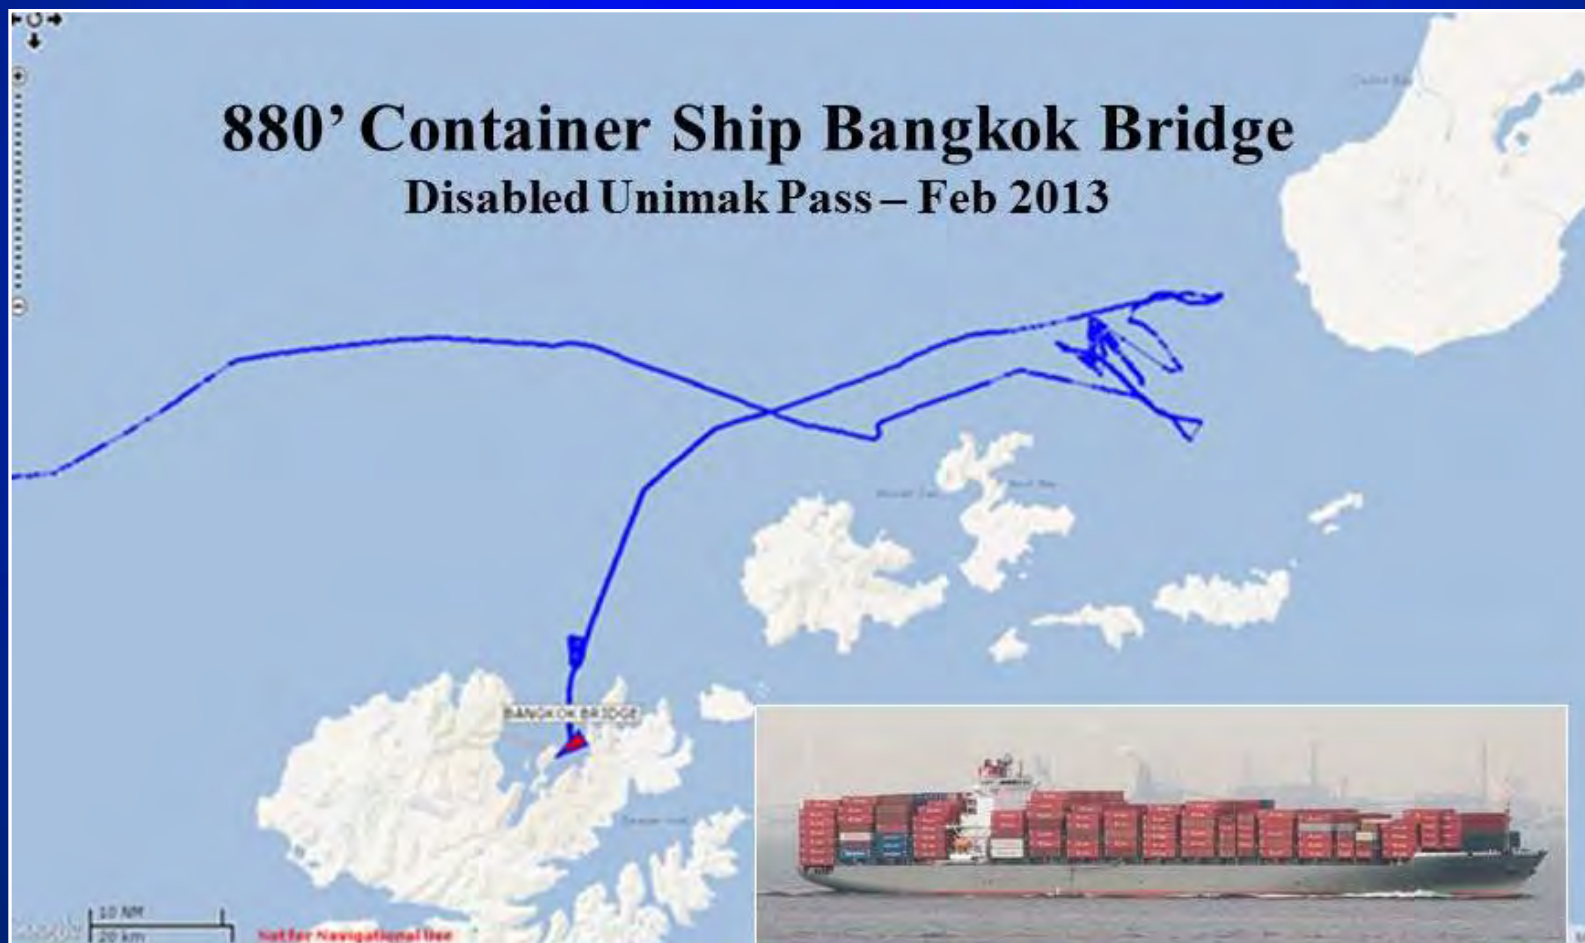 880’ Container Ship Bangkok Bridge
Disabled Unimak Pass – Feb 2013
BANGKOK BRIDGE
10 NM
20 km
Not for Navigational Use